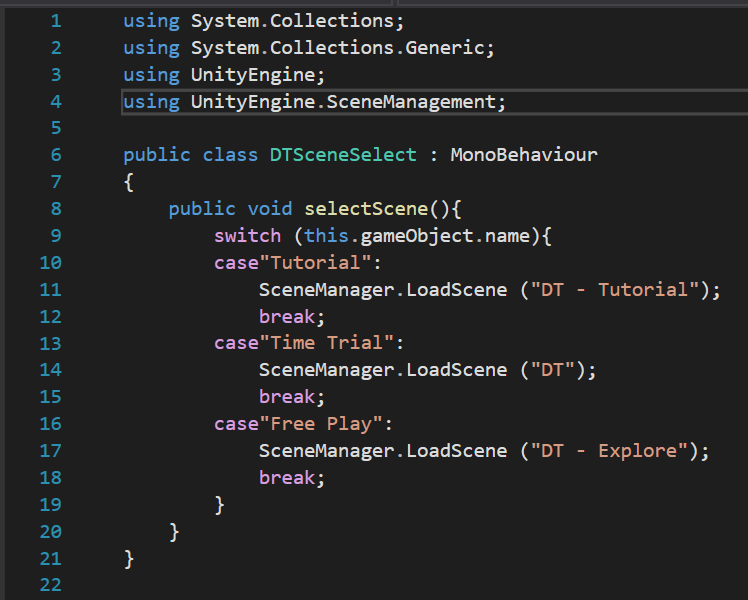 1 using System.Collections;
2 using System.Collections.Generic;
3 using UnityEngine;
4 using UnityEngine.SceneManagement;
5
6 public class DTSceneSelect : MonoBehaviour
7 {
8     public void selectScene(){
9         switch (this.gameObject.name){
10         case"Tutorial":
11             SceneManager.LoadScene ("DT - Tutorial");
12             break;
13         case"Time Trial":
14             SceneManager.LoadScene ("DT");
15             break;
16         case"Free Play":
17             SceneManager.LoadScene ("DT - Explore");
18             break;
19         }
20     }
21 }
22